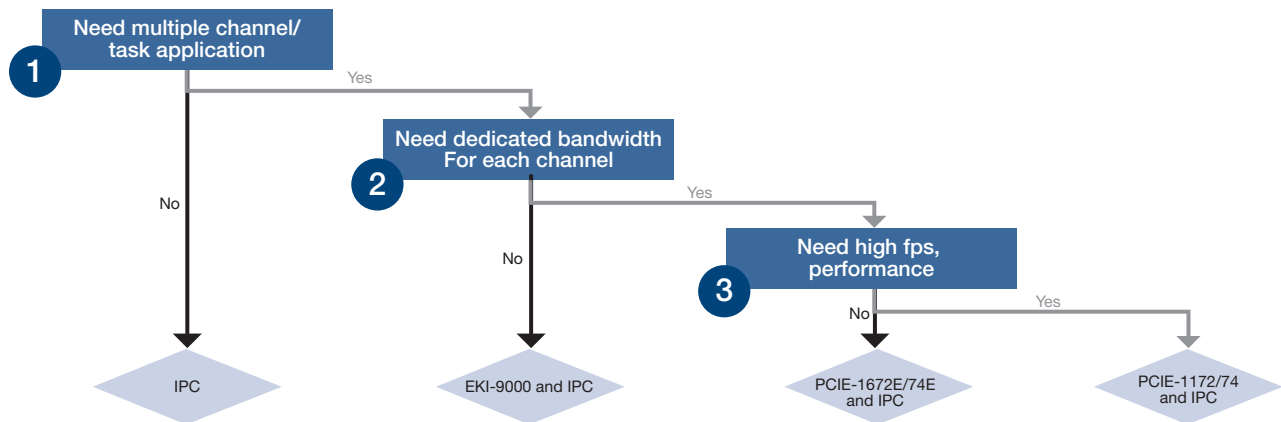 Need multiple channel/
task application
1
Yes
Need dedicated bandwidth
For each channel
2
No
Yes
Need high fps,
performance
No
3
Yes
No
IPC
EKI-9000 and IPC
PCIE-1672E/74E
and IPC
PCIE-1172/74
and IPC